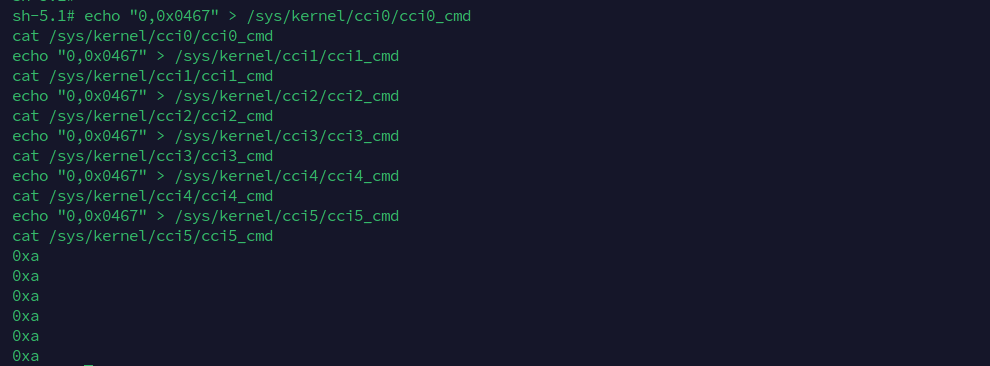 sh-5.1# echo "0,0x0467" > /sys/kernel/cci0/cci0_cmd
cat /sys/kernel/cci0/cci0_cmd
echo "0,0x0467" > /sys/kernel/cci1/cci1_cmd
cat /sys/kernel/cci1/cci1_cmd
echo "0,0x0467" > /sys/kernel/cci2/cci2_cmd
cat /sys/kernel/cci2/cci2_cmd
echo "0,0x0467" > /sys/kernel/cci3/cci3_cmd
cat /sys/kernel/cci3/cci3_cmd
echo "0,0x0467" > /sys/kernel/cci4/cci4_cmd
cat /sys/kernel/cci4/cci4_cmd
echo "0,0x0467" > /sys/kernel/cci5/cci5_cmd
cat /sys/kernel/cci5/cci5_cmd
0xa
0xa
0xa
0xa
0xa
0xa